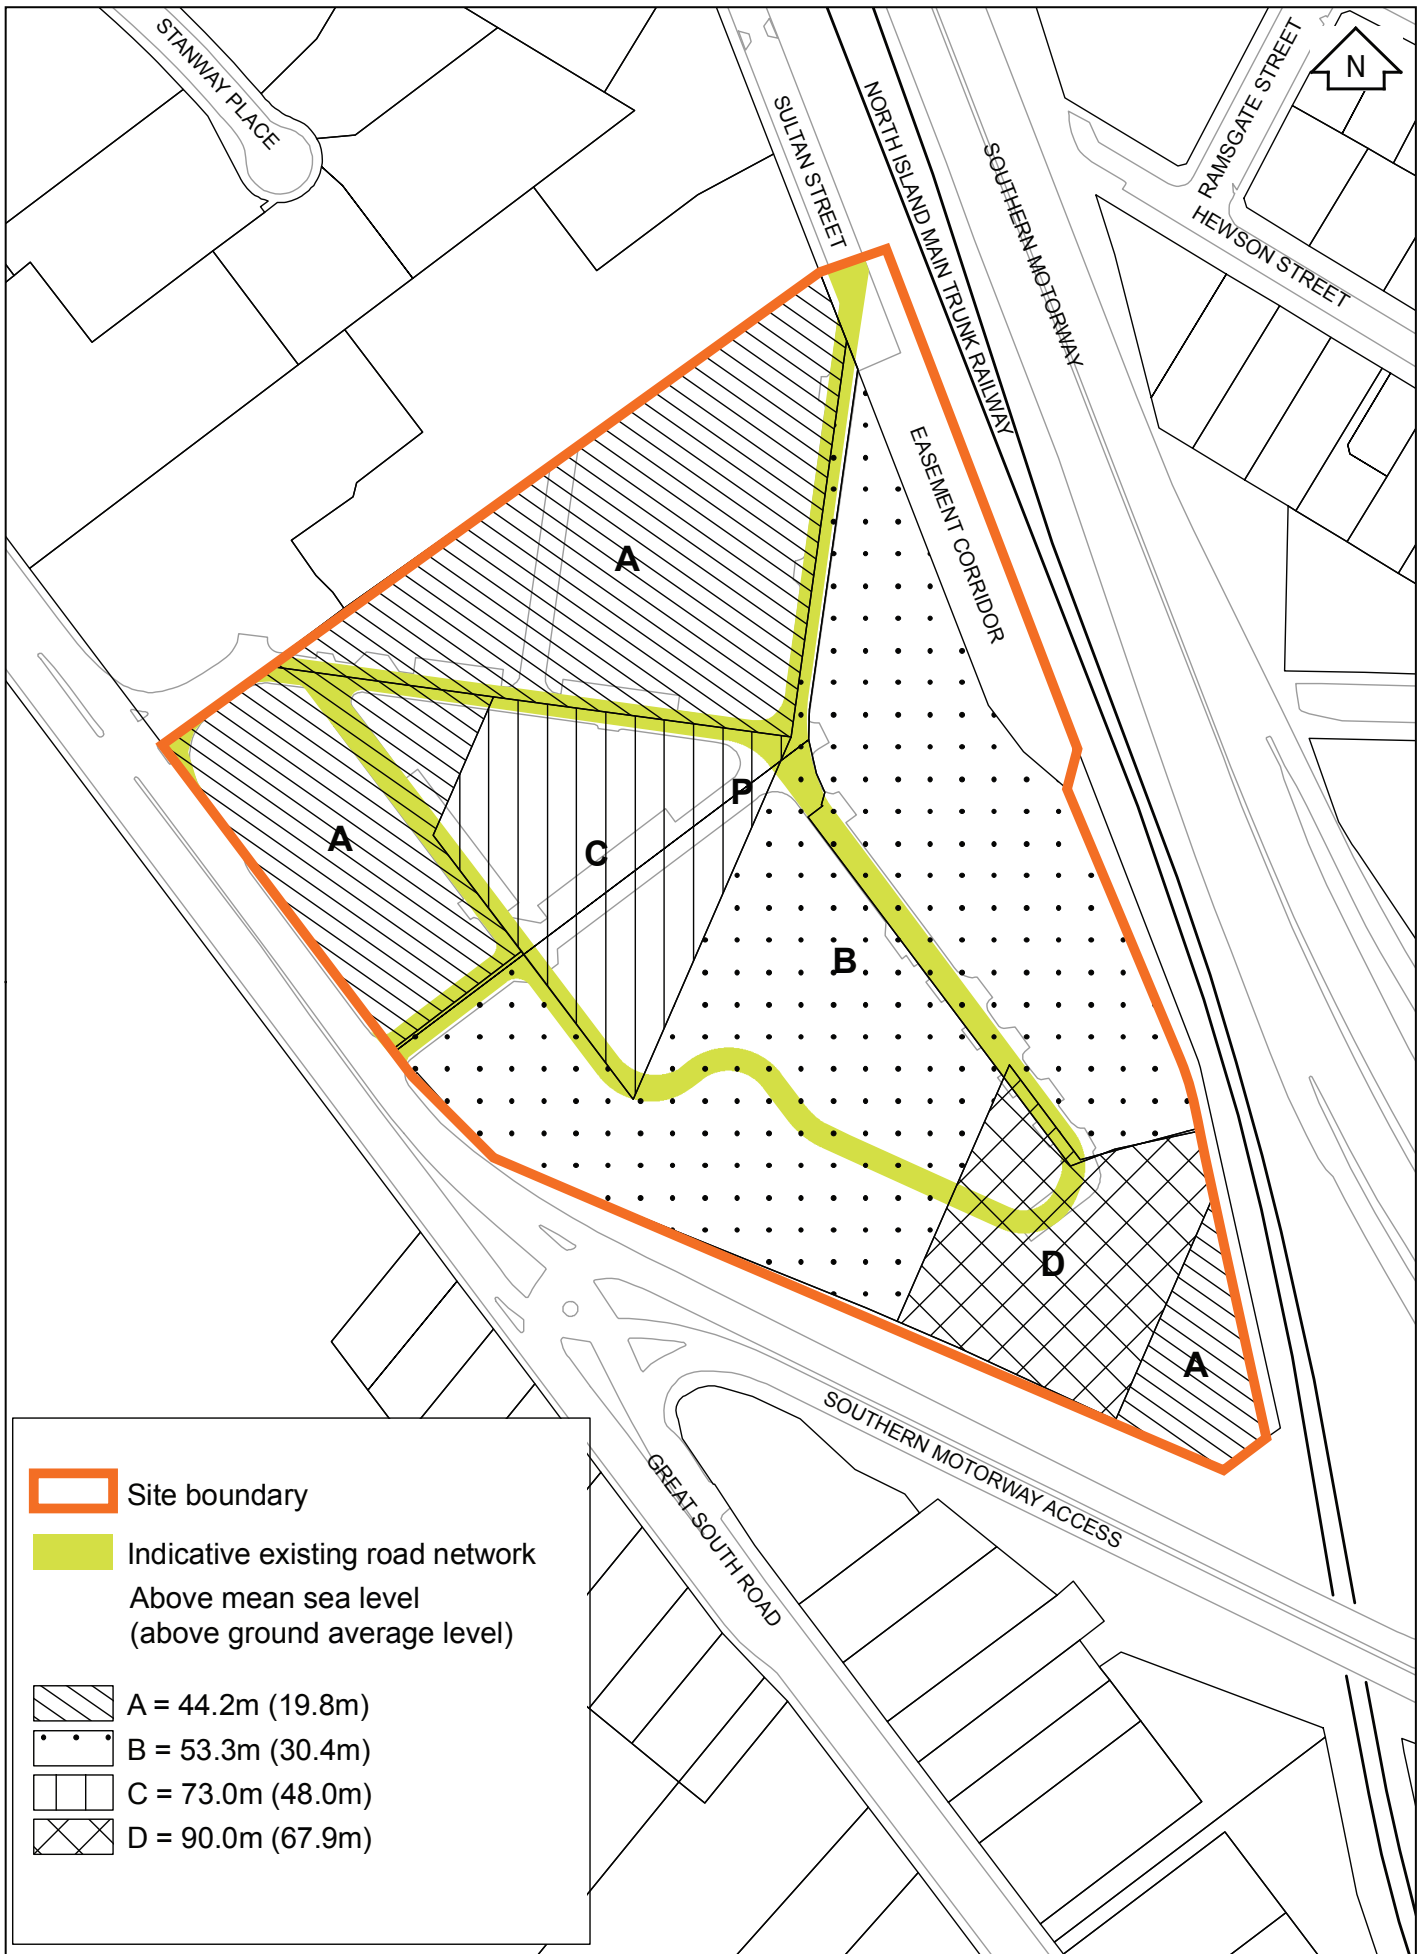 STANWAY PLACE
SULTAN STREET
NORTH ISLAND MAIN TRUNK RAILWAY
SOUTHERN MOTORWAY
RAMSGATE STREET
N
HEWSON STREET
EASEMENT CORRIDOR
A
P
A
C
B
D
A
SOUTHERN MOTORWAY ACCESS
GREAT SOUTH ROAD
Site boundary
Indicative existing road network
Above mean sea level
(above ground average level)
A = 44.2m (19.8m)
B = 53.3m (30.4m)
C = 73.0m (48.0m)
D = 90.0m (67.9m)